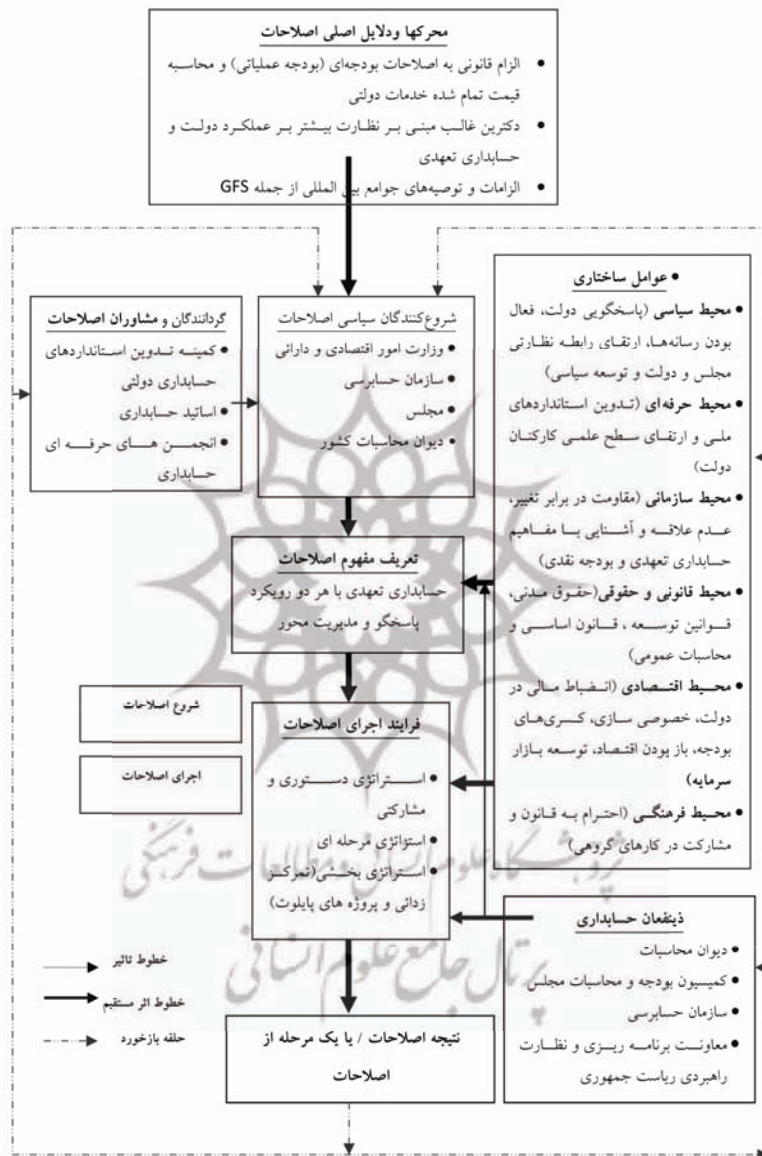 محرکها ودلایل اصلی اصلاحات
• الزام قانونی به اصلاحات بودجه‌ای (بودجه عملیاتی) و محاسبه
قیمت تمام شده خدمات دولتی
• دکترین غالب مبنی بر نظارت بیشتر بر عملکرد دولت و
حسابداری تعهدی
• الزامات و توصیه‌های جوامع بین المللی از جمله GFS
• عوامل ساختاری
• محیط سیاسی (پاسخگویی دولت، فعال
بودن رسانه‌ها، ارتقای رابطه نظارتی
مجلس و دولت و توسعه سیاسی)
• محیط حرفه‌ای (تدوین استانداردهای
ملی و ارتقای سطح علمی کارکنان
دولت)
• محیط سازمانی (مقاومت در برابر تغییر،
عدم علاقه و آشنایی با مفاهیم
حسابداری تعهدی و بودجه نقدی)
• محیط قانونی و حقوقی(حقوق مدنی،
قوانین توسعه ، قانون اساسی و
محاسبات عمومی)
• محیط اقتصادی (انضباط مالی در
دولت، خصوصی سازی، کسری‌های
بودجه، باز بودن اقتصاد، توسعه بازار
سرمایه)
• محیط فرهنگی (احترام به قانون و
مشارکت در کارهای گروهی)
شروع‌کنندگان سیاسی اصلاحات
• وزارت امور اقتصادی و دارائی
• سازمان حسابرسی
• مجلس
• دیوان محاسبات کشور
گردانندگان و مشاوران اصلاحات
• کمیته تدوین استانداردهای
حسابداری دولتی
• اساتید حسابداری
• انجمن های حرفه ای
حسابداری
تعریف مفهوم اصلاحات
حسابداری تعهدی با هر دو رویکرد
پاسخگو و مدیریت محور
شروع اصلاحات
اجرای اصلاحات
فرایند اجرای اصلاحات
• استراتژی دستوری و
مشارکتی
• استراتژی مرحله ای
• استراتژی بخشی(تمرکز
زدائی و پروژه های پایلوت)
پژوهشگاه علوم انسانی و مطالعات فرهنگی
پرتال جامع علوم انسانی
ذینفعان حسابداری
• دیوان محاسبات
• کمیسیون بودجه و محاسبات مجلس
• سازمان حسابرسی
• معاونت برنامه ریزی و نظارت
راهبردی ریاست جمهوری
خطوط تاثیر
خطوط اثر مستقیم
حلقه بازخورد
نتیجه اصلاحات / یا یک مرحله از
اصلاحات